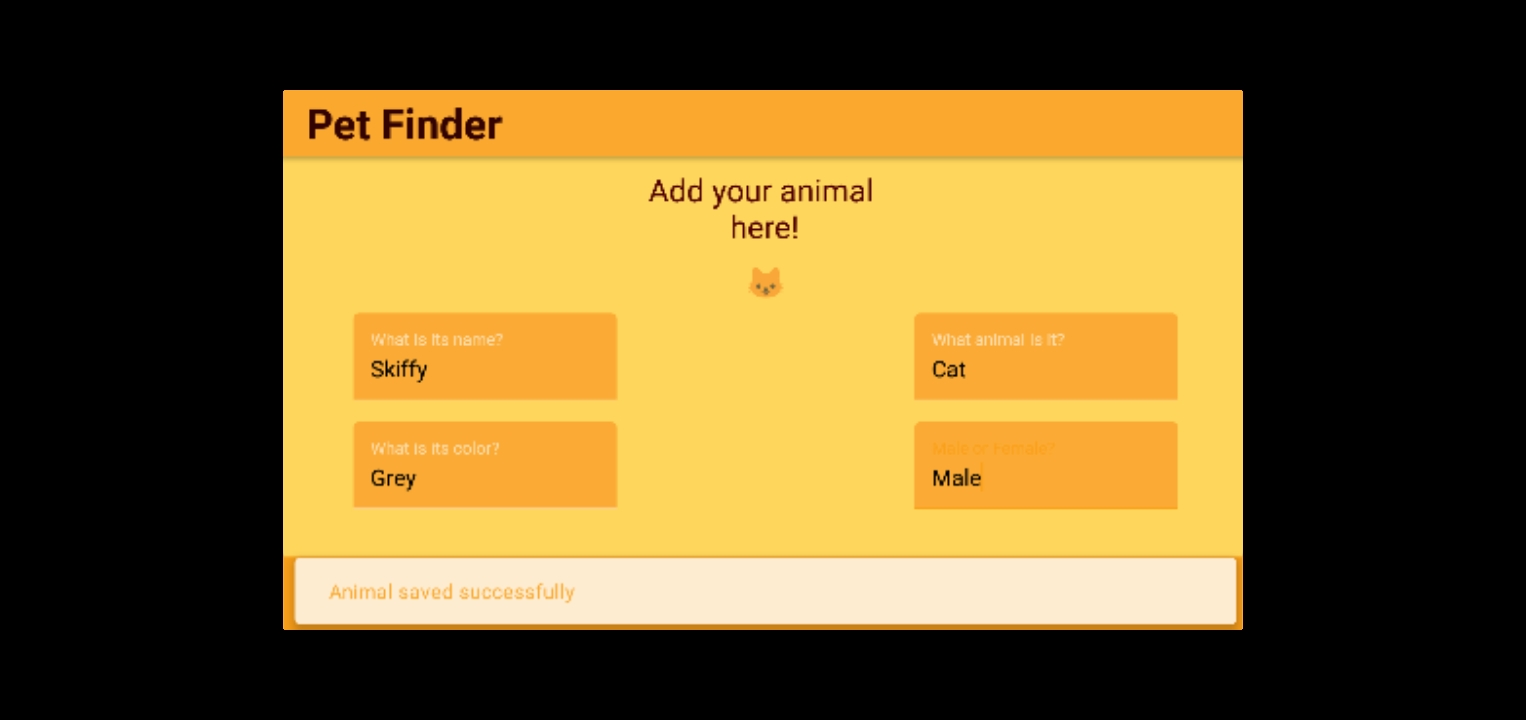 Pet Finder
Add your animal
here!
What is its name?
Skiffy
What animal is it?
Cat
What is its color?
Grey
Male or Female?
Male
Animal saved successfully